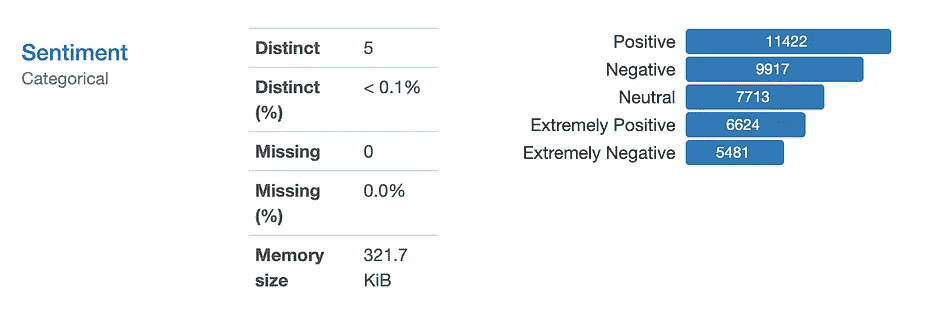 Sentiment
Categorical
Distinct 5
Distinct < 0.1%
(%)
Missing 0
Missing 0.0%
(%)
Memory 321.7
size KiB
Positive 11422
Negative 9917
Neutral 7713
Extremely Positive 6624
Extremely Negative 5481